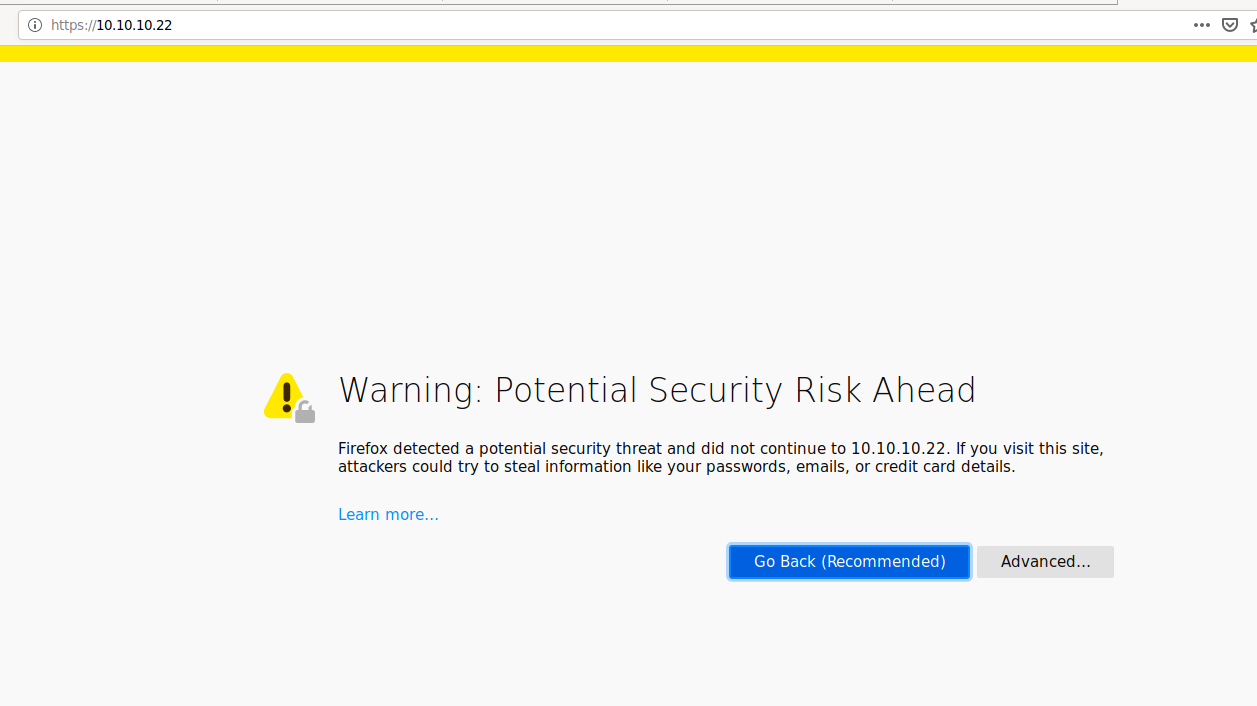 https://10.10.10.22
Warning: Potential Security Risk Ahead
Firefox detected a potential security threat and did not continue to 10.10.10.22. If you visit this site,
attackers could try to steal information like your passwords, emails, or credit card details.
Learn more…
Go Back (Recommended)
Advanced…